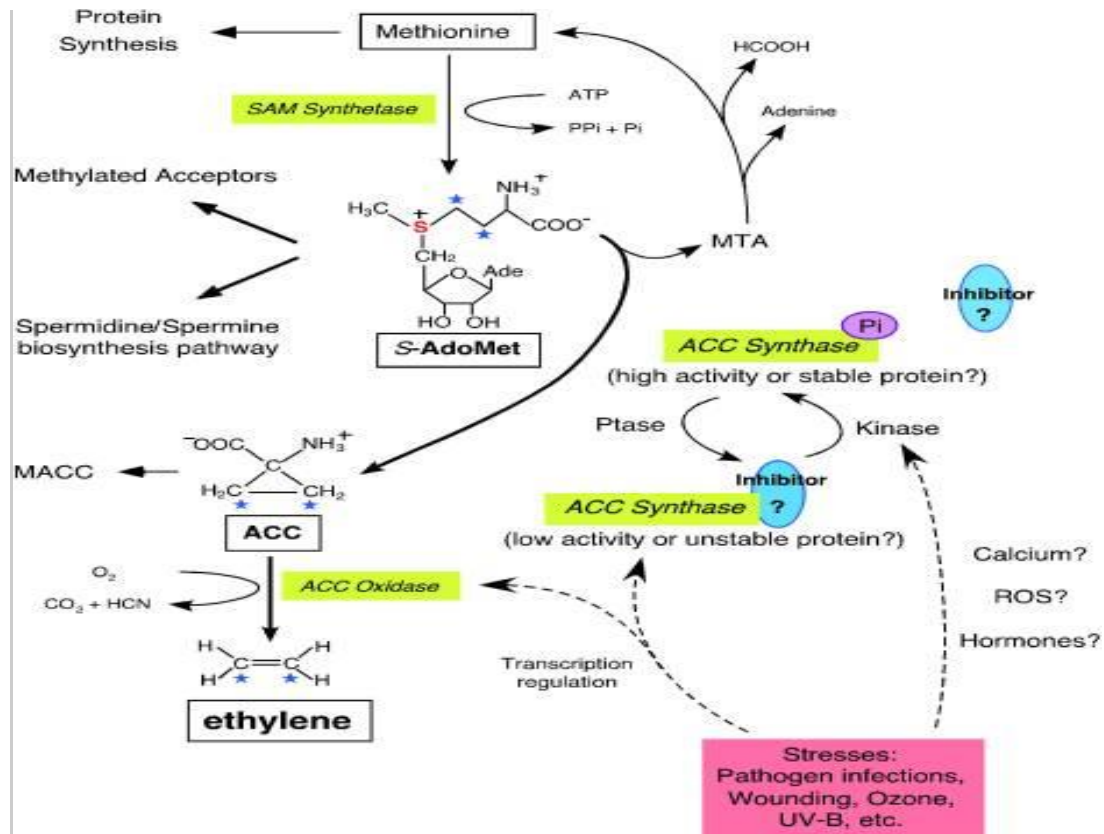 Protein
Synthesis
Methionine
HCOOH
SAM Synthetase
ATP
PPi + Pi
Adenine
Methylated Acceptors
NH₃⁺
H₃C
S⁺
COO⁻
MTA
CH₂
O
Ade
HO
OH
Spermidine/Spermine
biosynthesis pathway
S-AdoMet
Inhibitor
?
Pi
ACC Synthase
(high activity or stable protein?)
Ptase
Kinase
⁻OOC
NH₃⁺
C
H₂C
CH₂
MACC
ACC
Inhibitor
?
ACC Synthase
(low activity or unstable protein?)
O₂
CO₂ + HCN
ACC Oxidase
Calcium?
ROS?
Hormones?
H
H
C
C
H
H
ethylene
Transcription
regulation
Stresses:
Pathogen infections,
Wounding, Ozone,
UV-B, etc.